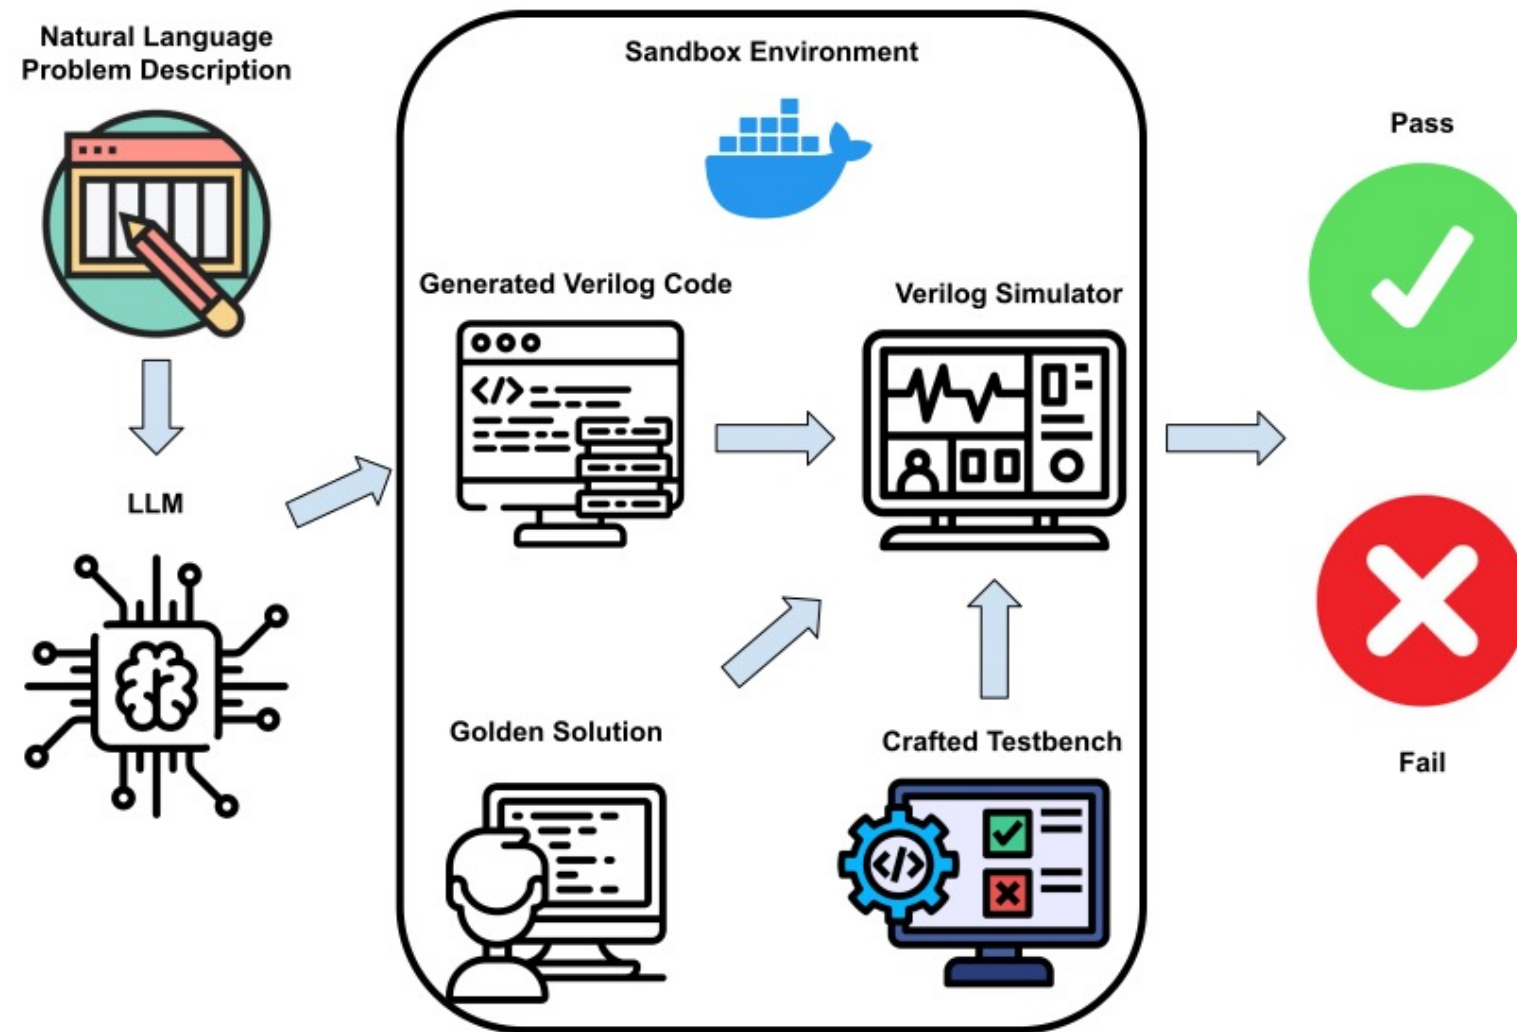 Natural Language
Problem Description
LLM
Sandbox Environment
Generated Verilog Code
</>
Verilog Simulator
Golden Solution
Crafted Testbench
</>
Pass
Fail